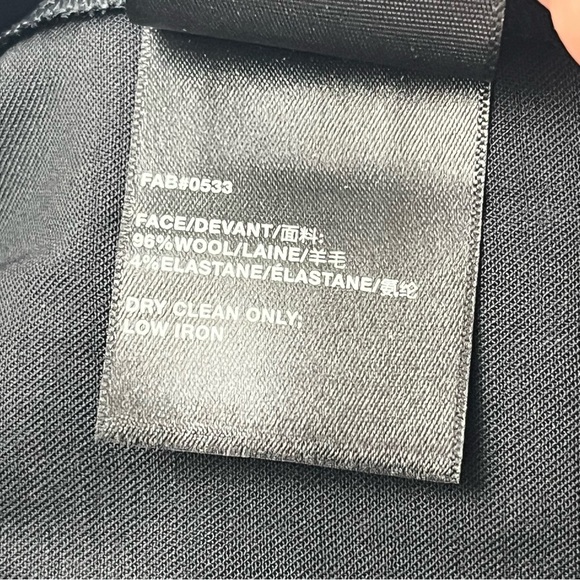 FAB#0533
FACE/DEVANT/面料:
96%WOOL/LAINE/羊毛
4%ELASTANE/ÉLASTANE/氨纶
DRY CLEAN ONLY:
LOW IRON